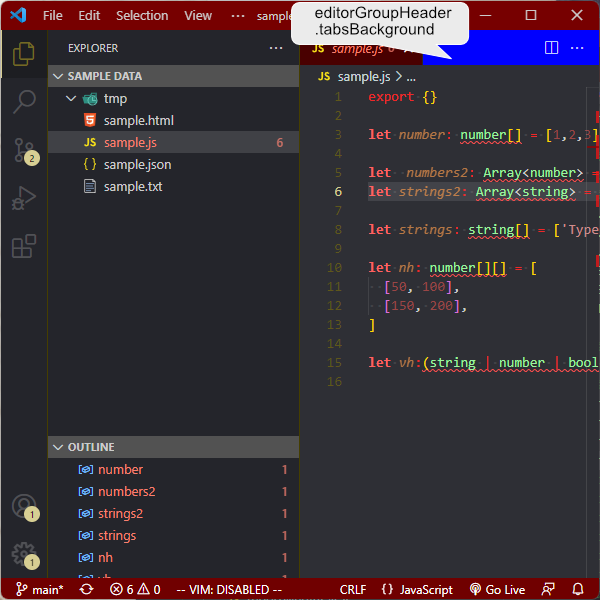 File Edit Selection View ··· sample
editorGroupHeader
.tabsBackground
EXPLORER ···
JS sample.js 6 ···
SAMPLE DATA
JS sample.js > ...
tmp
sample.html
JS sample.js 6
{ } sample.json
sample.txt
1 export {}
2
3 let number: number[] = [1,2,3]
4
5 let numbers2: Array<number> =
6 let strings2: Array<string> =
7
8 let strings: string[] = ['Type
9
10 let nh: number[][] = [
11 [50, 100],
12 [150, 200],
13 ]
14
15 let vh:(string | number | bool
16
2
OUTLINE
number 1
numbers2 1
strings2 1
strings 1
nh 1
1
1
main* 6 0 -- VIM: DISABLED -- CRLF { } JavaScript Go Live